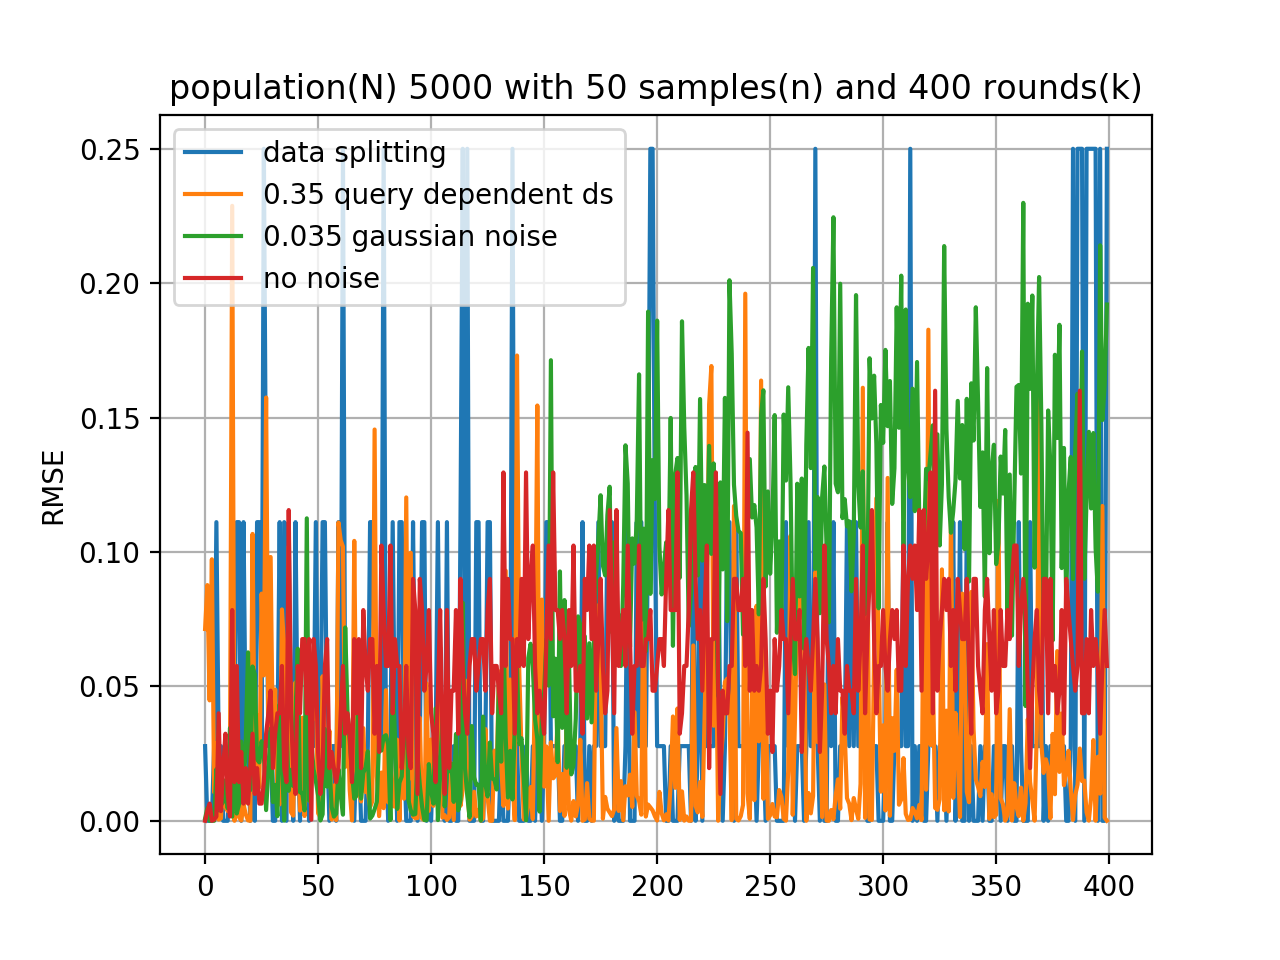 population(N) 5000 with 50 samples(n) and 400 rounds(k)
data splitting
0.35 query dependent ds
0.035 gaussian noise
no noise
RMSE
0.25
0.20
0.15
0.10
0.05
0.00
0 50 100 150 200 250 300 350 400